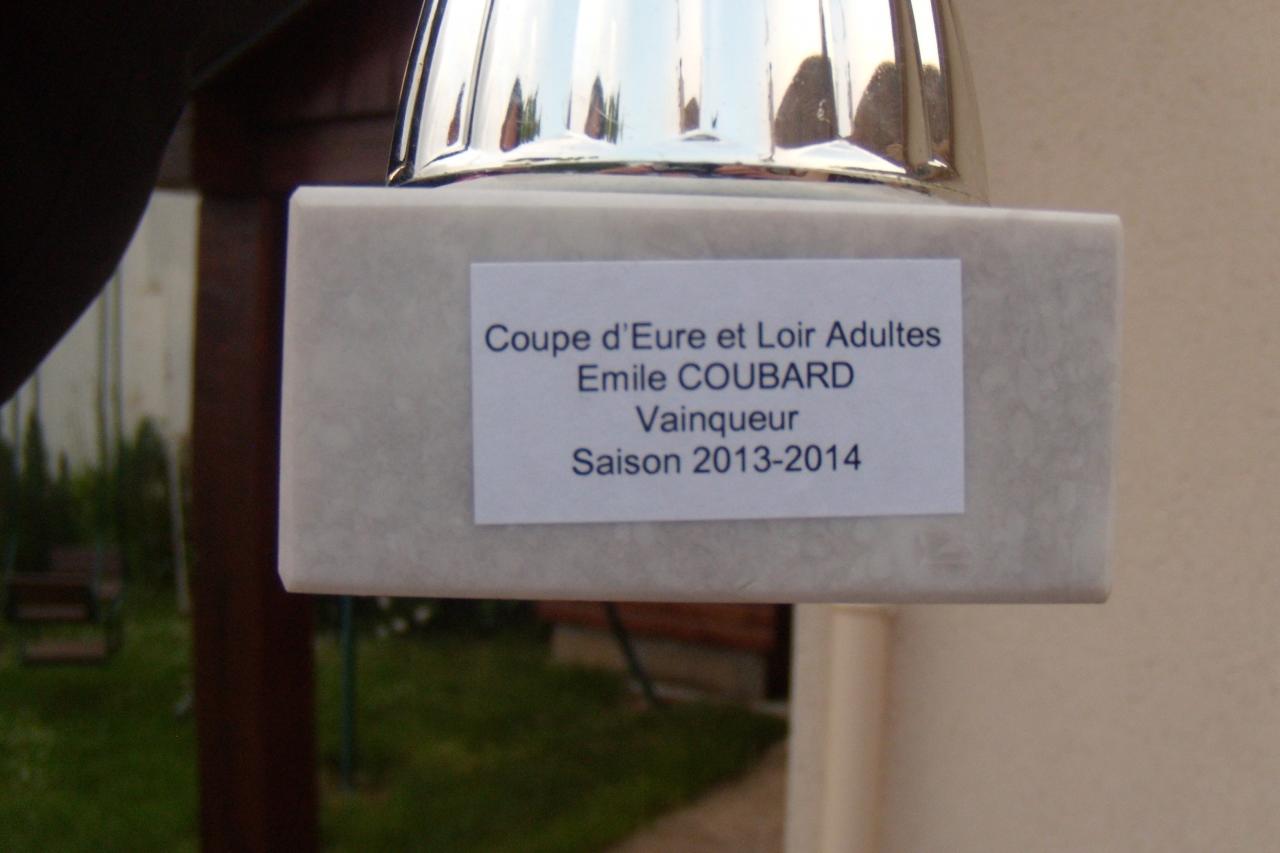 Coupe d'Eure et Loir Adultes
Emile COUBARD
Vainqueur
Saison 2013-2014